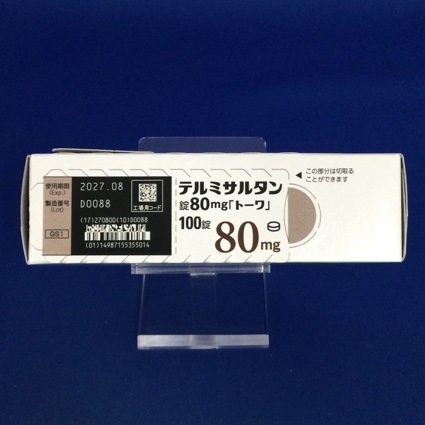 使用期限
(Exp.)
2027.08
製造番号
(Lot)
D0088
工場用コード
(17)270800(10)D0088
GS1
(01)14987155355014
テルミサルタン
錠80mg「トーワ」
100錠
80mg
この部分は切取る
ことができます